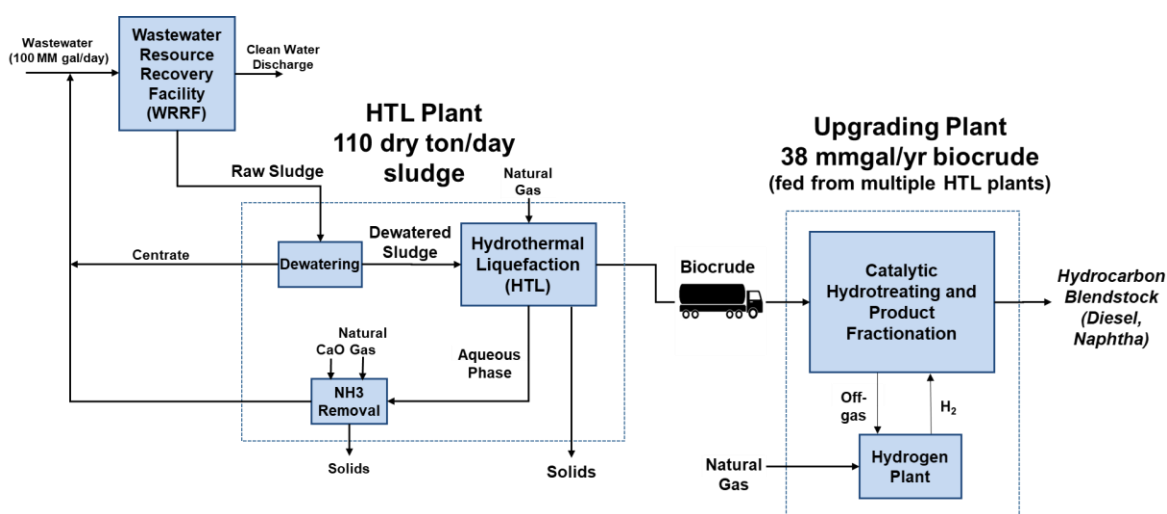 Wastewater
(100 MM gal/day)
Wastewater
Resource
Recovery
Facility
(WRRF)
Clean Water
Discharge
HTL Plant
110 dry ton/day
sludge
Upgrading Plant
38 mmgal/yr biocrude
(fed from multiple HTL plants)
Raw Sludge
Natural
Gas
Centrate
Dewatering
Dewatered
Sludge
Hydrothermal
Liquefaction
(HTL)
Biocrude
Catalytic
Hydrotreating and
Product
Fractionation
Hydrocarbon
Blendstock
(Diesel,
Naphtha)
CaO
Natural
Gas
Aqueous
Phase
NH3
Removal
Solids
Solids
Off-
gas
H₂
Natural
Gas
Hydrogen
Plant